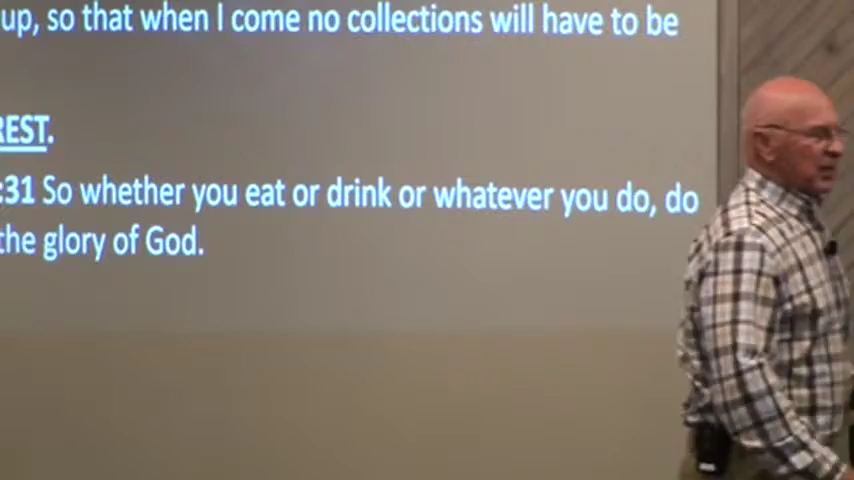 up, so that when I come no collections will have to be
REST.
:31 So whether you eat or drink or whatever you do, do
the glory of God.